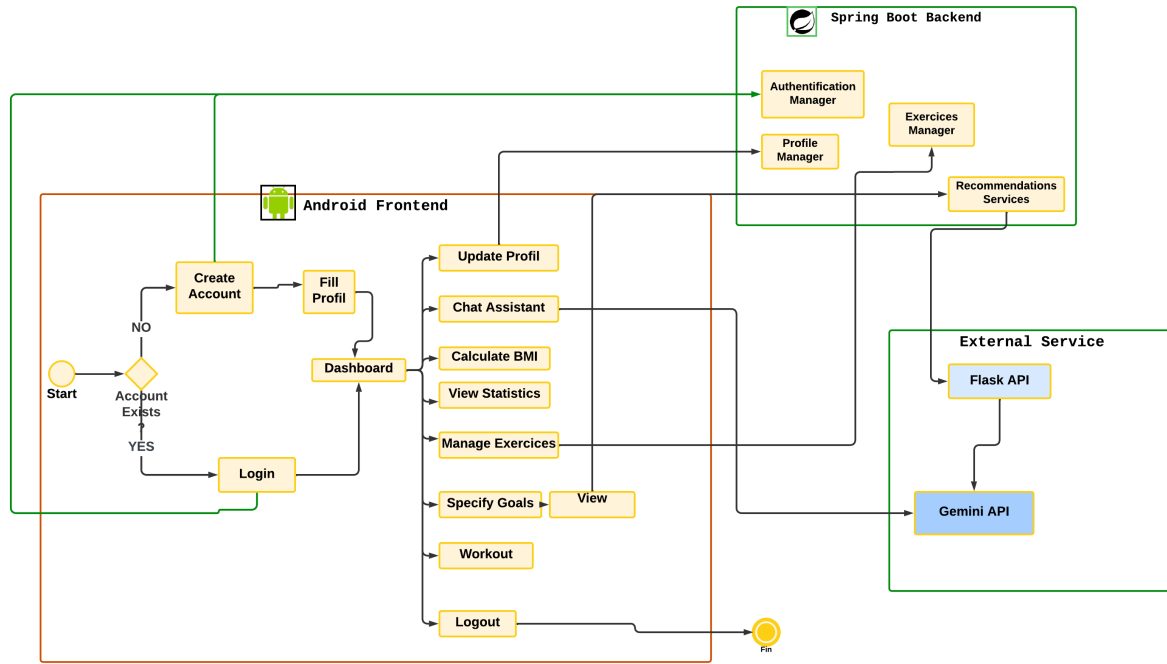 Spring Boot Backend
Authentification
Manager
Exercices
Manager
Profile
Manager
Recommendations
Services
Android Frontend
Update Profil
Create
Account
Fill
Profil
Chat Assistant
NO
External Service
Calculate BMI
Dashboard
Flask API
Start
View Statistics
Account
Exists
?
YES
Manage Exercices
Login
Specify Goals
View
Gemini API
Workout
Logout
Fin